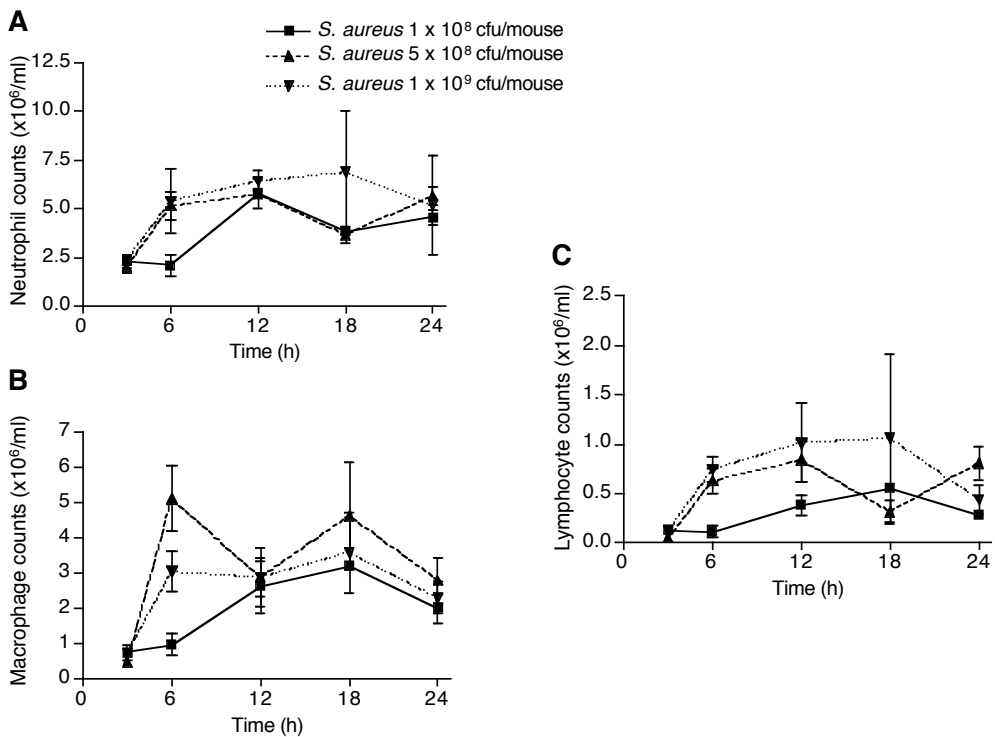 A
S. aureus 1 x 10⁸ cfu/mouse
S. aureus 5 x 10⁸ cfu/mouse
S. aureus 1 x 10⁹ cfu/mouse
Neutrophil counts (x10⁶/ml)
12.5
10.0
7.5
5.0
2.5
0.0
0 6 12 18 24
Time (h)
B
Macrophage counts (x10⁶/ml)
7
6
5
4
3
2
1
0
0 6 12 18 24
Time (h)
C
Lymphocyte counts (x10⁶/ml)
2.5
2.0
1.5
1.0
0.5
0.0
0 6 12 18 24
Time (h)